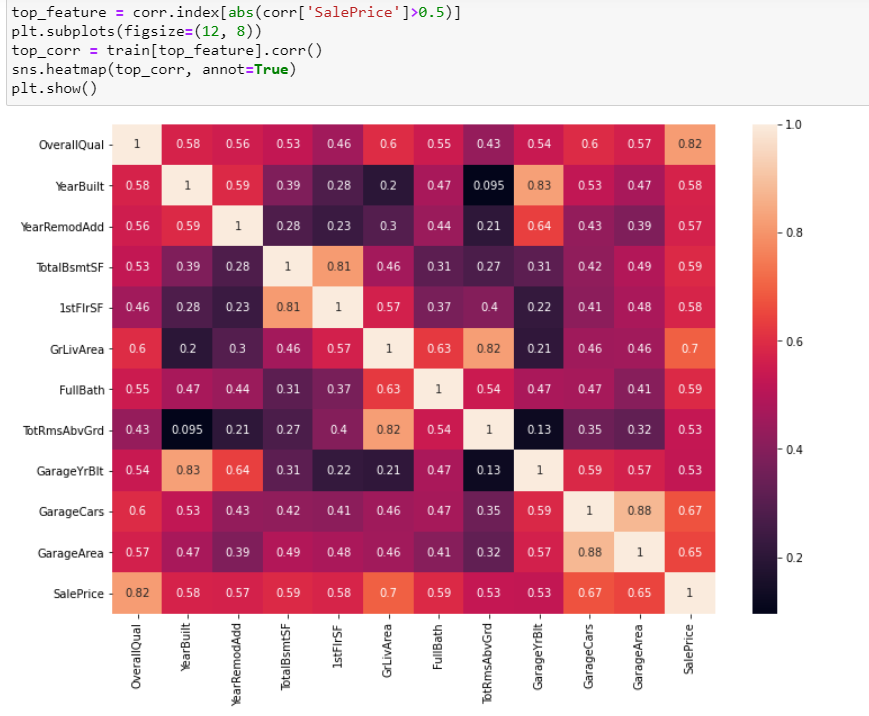 top_feature = corr.index[abs(corr['SalePrice']>0.5)]
plt.subplots(figsize=(12, 8))
top_corr = train[top_feature].corr()
sns.heatmap(top_corr, annot=True)
plt.show()
OverallQual 1 0.58 0.56 0.53 0.46 0.6 0.55 0.43 0.54 0.6 0.57 0.82
YearBuilt 0.58 1 0.59 0.39 0.28 0.2 0.47 0.095 0.83 0.53 0.47 0.58
YearRemodAdd 0.56 0.59 1 0.28 0.23 0.3 0.44 0.21 0.64 0.43 0.39 0.57
TotalBsmtSF 0.53 0.39 0.28 1 0.81 0.46 0.31 0.27 0.31 0.42 0.49 0.59
1stFlrSF 0.46 0.28 0.23 0.81 1 0.57 0.37 0.4 0.22 0.41 0.48 0.58
GrLivArea 0.6 0.2 0.3 0.46 0.57 1 0.63 0.82 0.21 0.46 0.46 0.7
FullBath 0.55 0.47 0.44 0.31 0.37 0.63 1 0.54 0.47 0.47 0.41 0.59
TotRmsAbvGrd 0.43 0.095 0.21 0.27 0.4 0.82 0.54 1 0.13 0.35 0.32 0.53
GarageYrBlt 0.54 0.83 0.64 0.31 0.22 0.21 0.47 0.13 1 0.59 0.57 0.53
GarageCars 0.6 0.53 0.43 0.42 0.41 0.46 0.47 0.35 0.59 1 0.88 0.67
GarageArea 0.57 0.47 0.39 0.49 0.48 0.46 0.41 0.32 0.57 0.88 1 0.65
SalePrice 0.82 0.58 0.57 0.59 0.58 0.7 0.59 0.53 0.53 0.67 0.65 1
OverallQual
YearBuilt
YearRemodAdd
TotalBsmtSF
1stFlrSF
GrLivArea
FullBath
TotRmsAbvGrd
GarageYrBlt
GarageCars
GarageArea
SalePrice
1.0
0.8
0.6
0.4
0.2